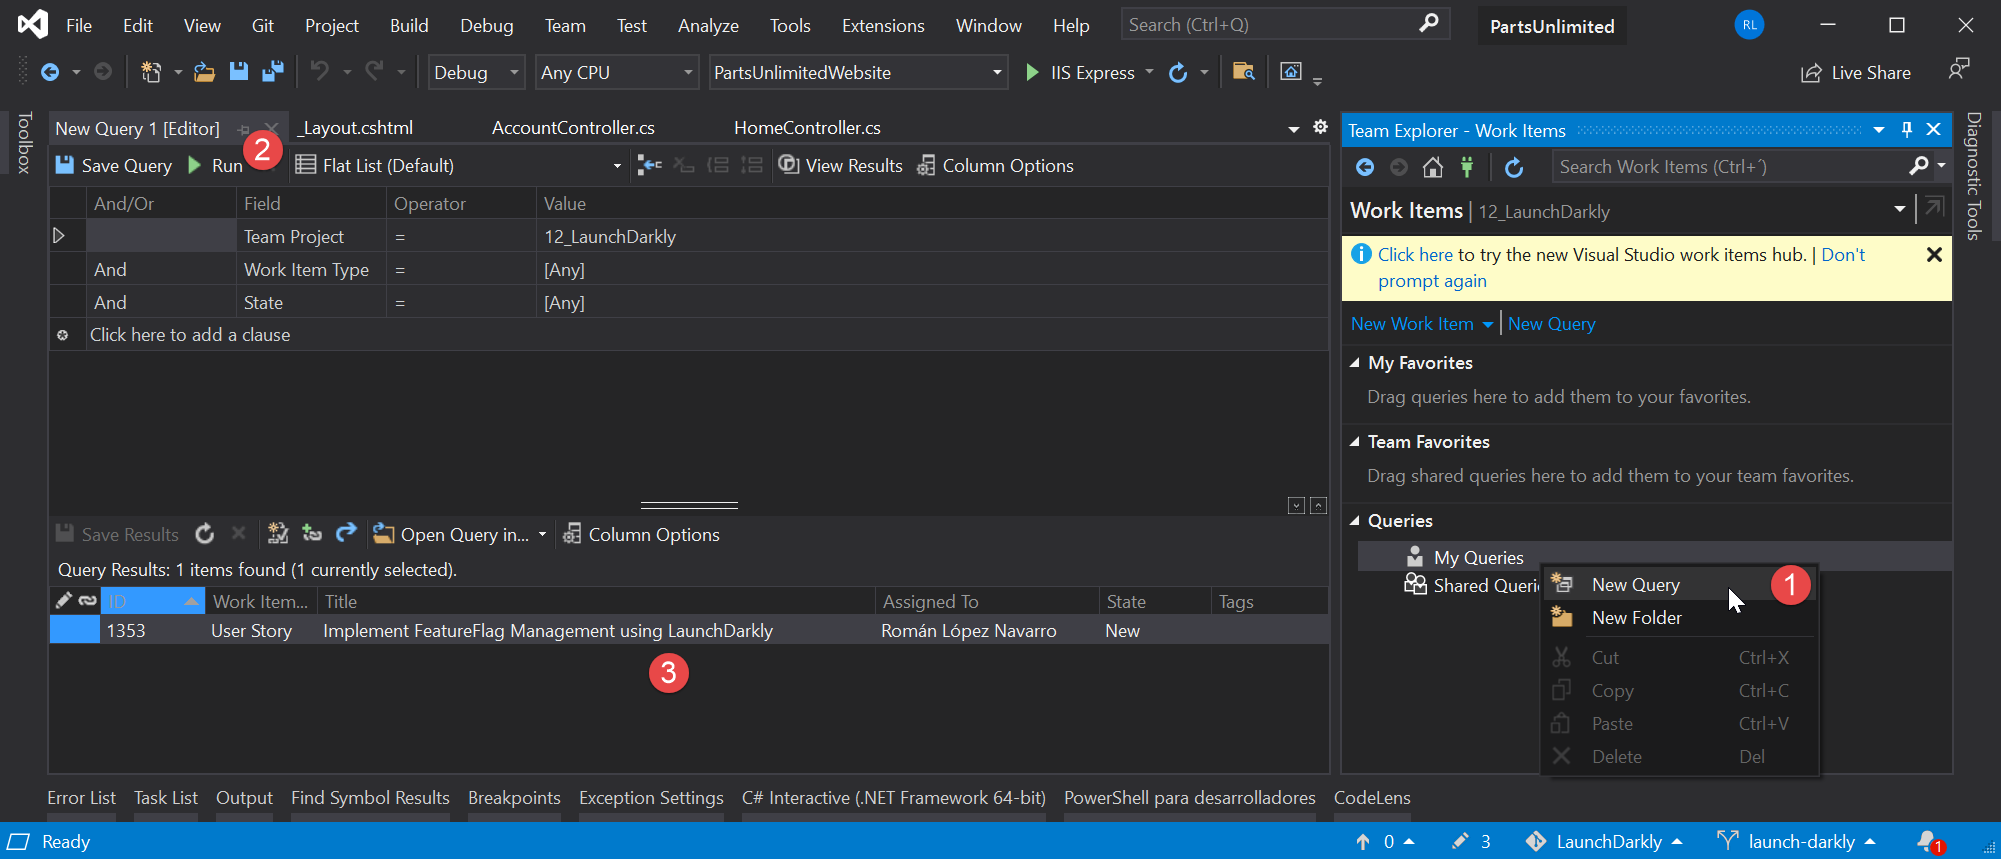 File Edit View Git Project Build Debug Team Test Analyze Tools Extensions Window Help Search (Ctrl+Q) PartsUnlimited RL
Debug Any CPU PartsUnlimitedWebsite IIS Express Live Share
Toolbox
New Query 1 [Editor] _Layout.cshtml AccountController.cs HomeController.cs
2
Save Query Run Flat List (Default) View Results Column Options
And/Or Field Operator Value
Team Project = 12_LaunchDarkly
And Work Item Type = [Any]
And State = [Any]
Click here to add a clause
Save Results Open Query in... Column Options
Query Results: 1 items found (1 currently selected).
ID Work Item... Title Assigned To State Tags
1353 User Story Implement FeatureFlag Management using LaunchDarkly Román López Navarro New
3
Team Explorer - Work Items
Search Work Items (Ctrl+´)
Work Items | 12_LaunchDarkly
Click here to try the new Visual Studio work items hub. | Don't
prompt again
New Work Item | New Query
My Favorites
Drag queries here to add them to your favorites.
Team Favorites
Drag shared queries here to add them to your team favorites.
Queries
My Queries
Shared Queri
New Query 1
New Folder
Cut Ctrl+X
Copy Ctrl+C
Paste Ctrl+V
Delete Del
Diagnostic Tools
Error List Task List Output Find Symbol Results Breakpoints Exception Settings C# Interactive (.NET Framework 64-bit) PowerShell para desarrolladores CodeLens
Ready 0 3 LaunchDarkly launch-darkly 1